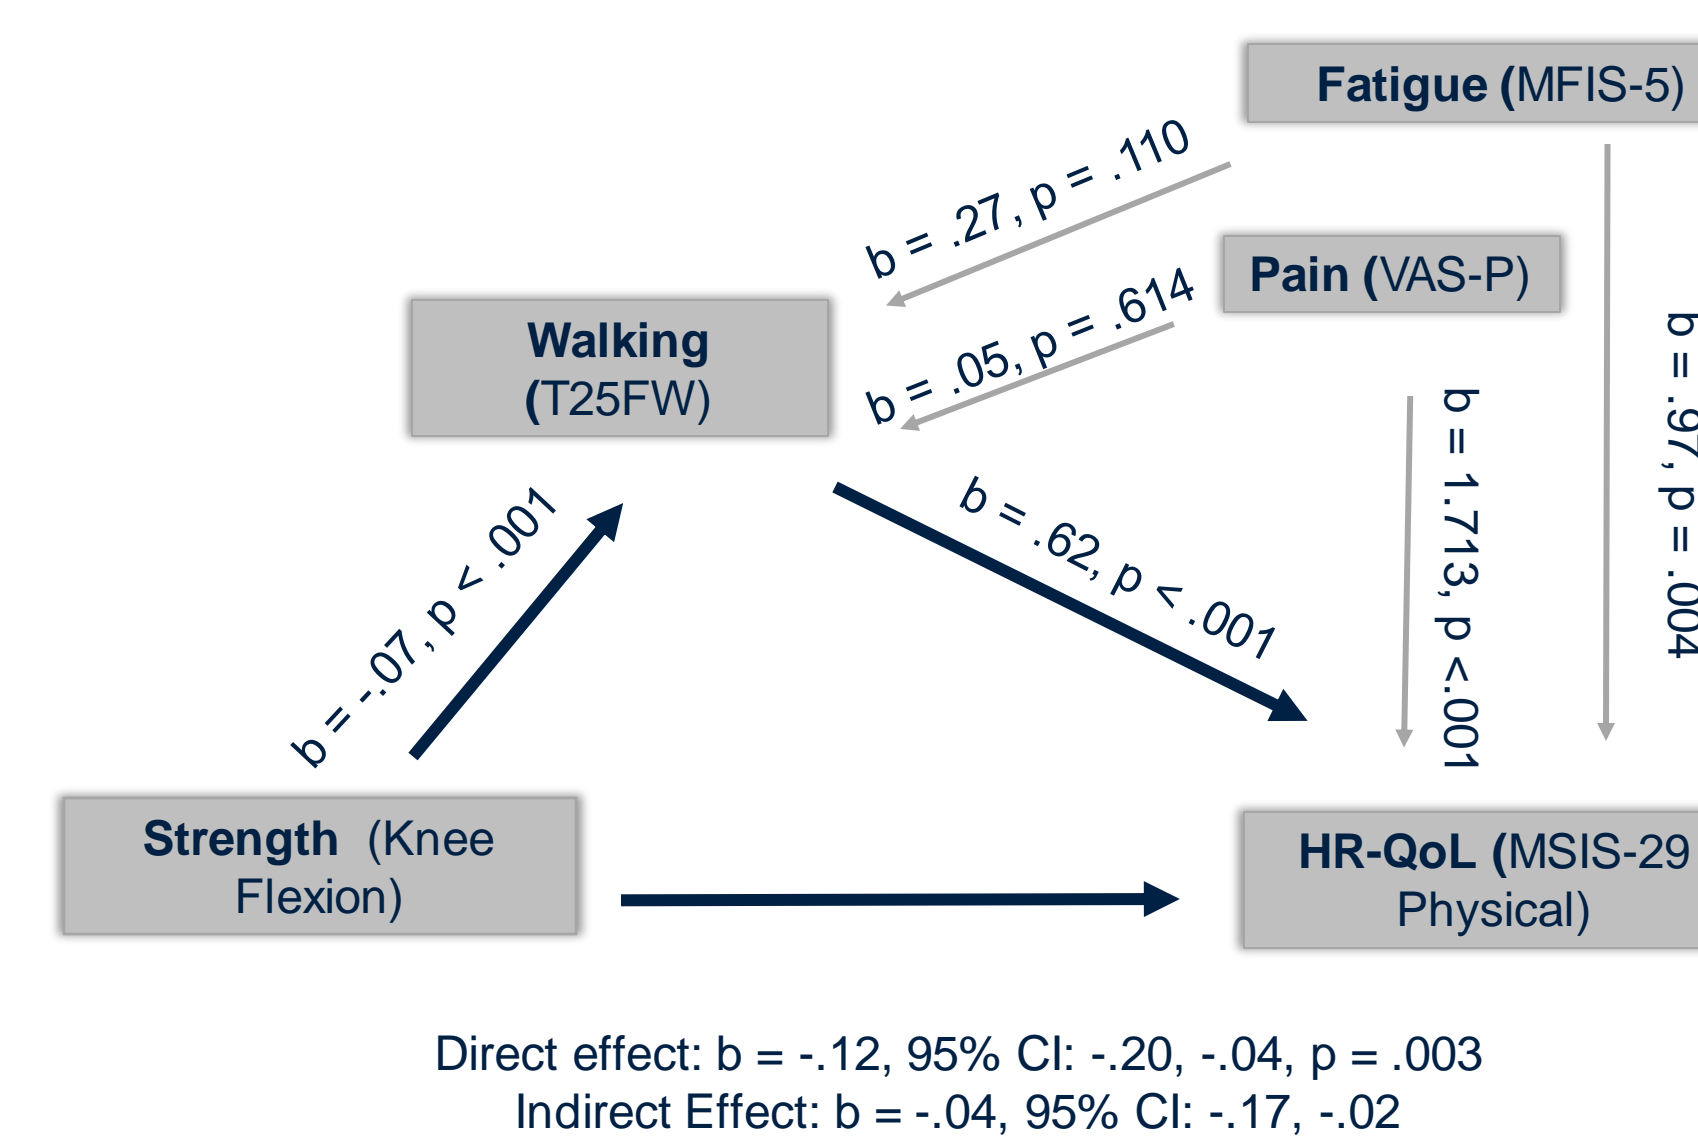 Fatigue (MFIS-5)
b = .27, p = .110
Pain (VAS-P)
b = .05, p = .614
Walking
(T25FW)
b = .97, p = .004
b = 1.713, p <.001
b = .62, p < .001
b = -.07, p < .001
Strength (Knee
Flexion)
HR-QoL (MSIS-29
Physical)
Direct effect: b = -.12, 95% CI: -.20, -.04, p = .003
Indirect Effect: b = -.04, 95% CI: -.17, -.02